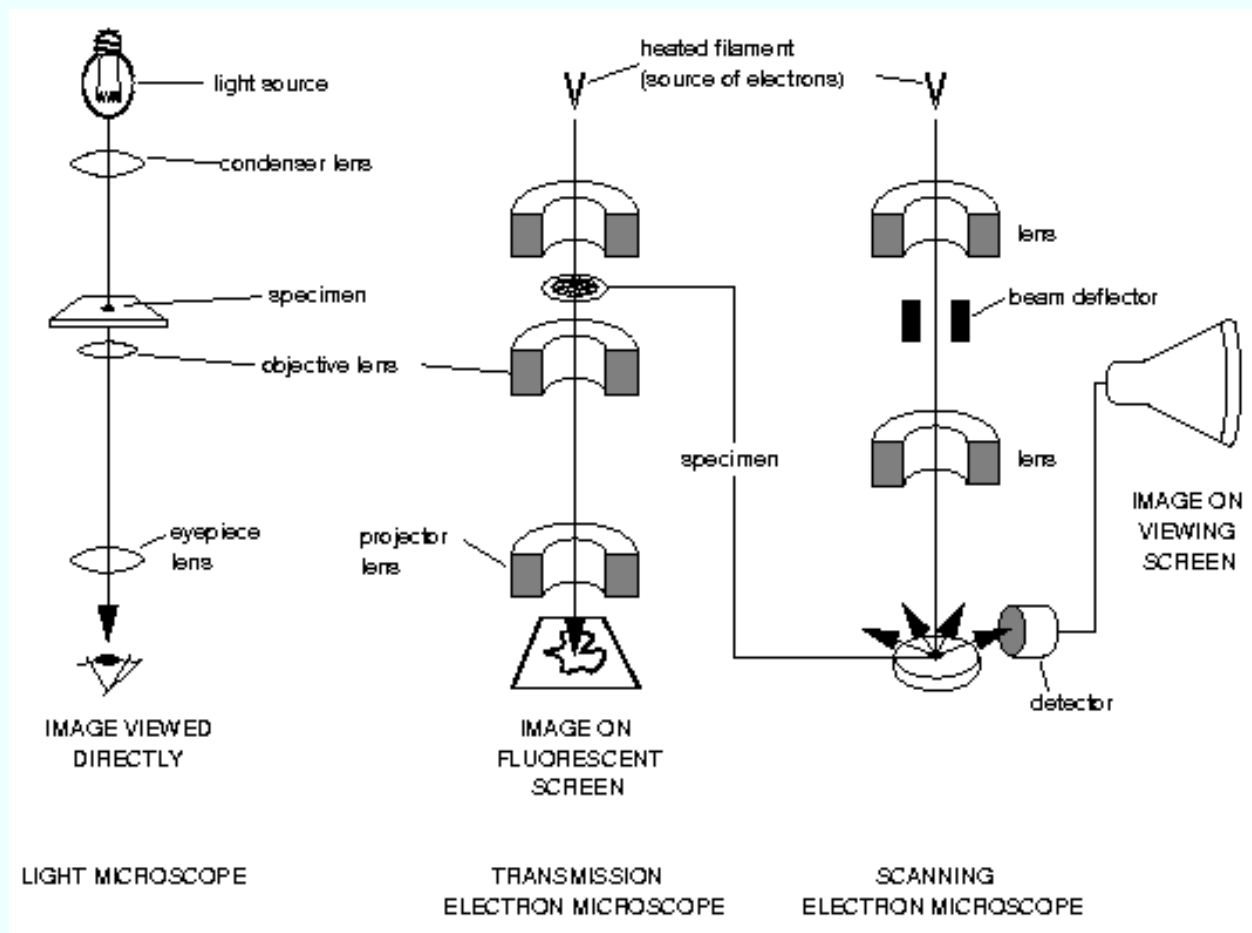 light source
condenser lens
specimen
objective lens
eyepiece
lens
IMAGE VIEWED
DIRECTLY
LIGHT MICROSCOPE
heated filament
(source of electrons)
projector
lens
specimen
IMAGE ON
FLUORESCENT
SCREEN
TRANSMISSION
ELECTRON MICROSCOPE
lens
beam deflector
lens
detector
IMAGE ON
VIEWING
SCREEN
SCANNING
ELECTRON MICROSCOPE